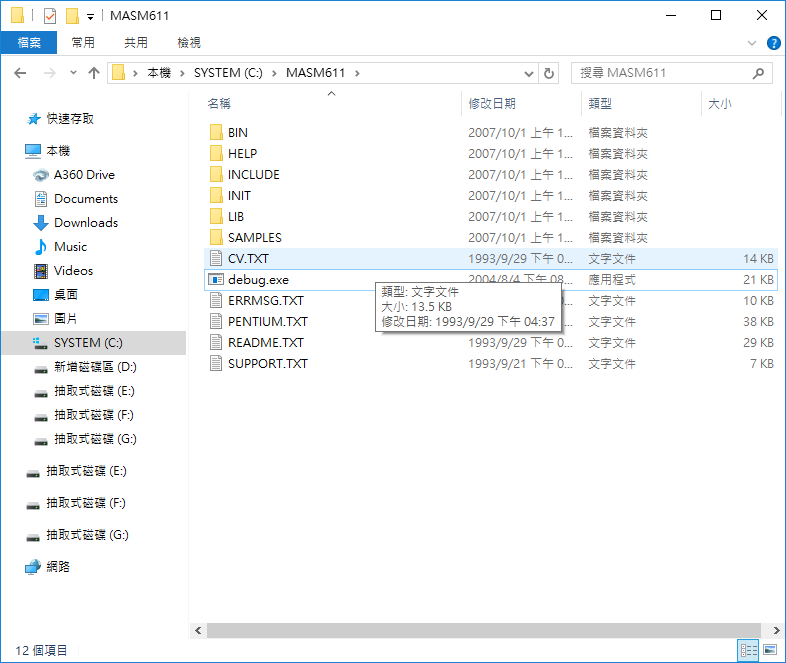 MASM611
檔案 常用 共用 檢視
本機 SYSTEM (C:) MASM611 搜尋 MASM611
名稱 修改日期 類型 大小
快速存取
本機
A360 Drive
Documents
Downloads
Music
Videos
桌面
圖片
SYSTEM (C:)
新增磁碟區 (D:)
抽取式磁碟 (E:)
抽取式磁碟 (F:)
抽取式磁碟 (G:)
抽取式磁碟 (E:)
抽取式磁碟 (F:)
抽取式磁碟 (G:)
網路
BIN 2007/10/1 上午 1... 檔案資料夾
HELP 2007/10/1 上午 1... 檔案資料夾
INCLUDE 2007/10/1 上午 1... 檔案資料夾
INIT 2007/10/1 上午 1... 檔案資料夾
LIB 2007/10/1 上午 1... 檔案資料夾
SAMPLES 2007/10/1 上午 1... 檔案資料夾
CV.TXT 1993/9/29 下午 0... 文字文件 14 KB
debug.exe 2004/8/4 下午 08... 應用程式 21 KB
ERRMSG.TXT 文字文件 10 KB
PENTIUM.TXT 文字文件 38 KB
README.TXT 1993/9/29 下午 0... 文字文件 29 KB
SUPPORT.TXT 1993/9/21 下午 0... 文字文件 7 KB
類型: 文字文件
大小: 13.5 KB
修改日期: 1993/9/29 下午 04:37
12 個項目